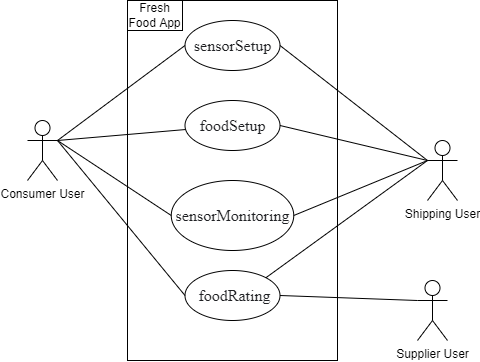 Fresh
Food App
sensorSetup
foodSetup
Consumer User
sensorMonitoring
Shipping User
foodRating
Supplier User